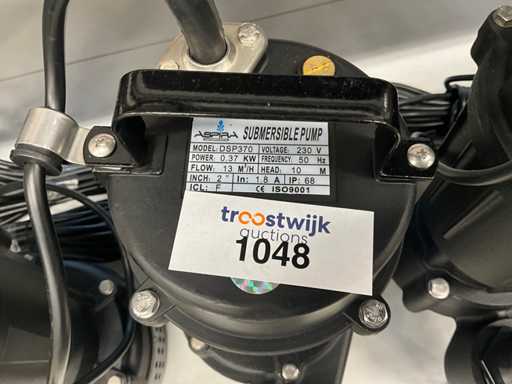 ASPIRA SUBMERSIBLE PUMP
MODEL: DSP370 VOLTAGE: 230 V
POWER: 0.37 KW FREQUENCY: 50 Hz
FLOW: 13 M³/H HEAD: 10 M
INCH: 2" In: 1.8 A IP: 68
ICL: F CE ISO9001
troostwijk
auctions
1048